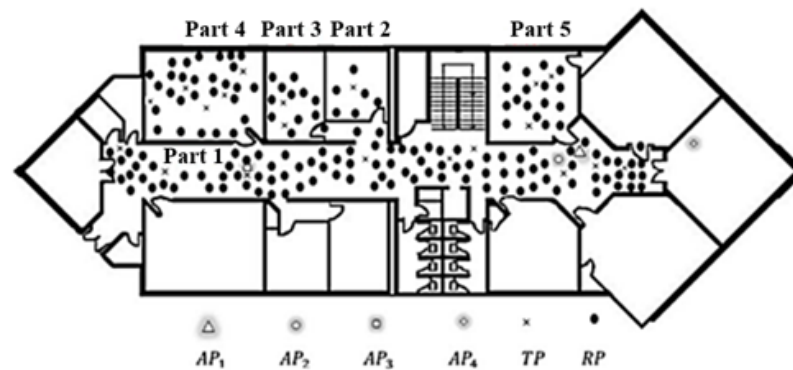 Part 4 Part 3 Part 2 Part 5
Part 1
AP₁ AP₂ AP₃ AP₄ TP RP